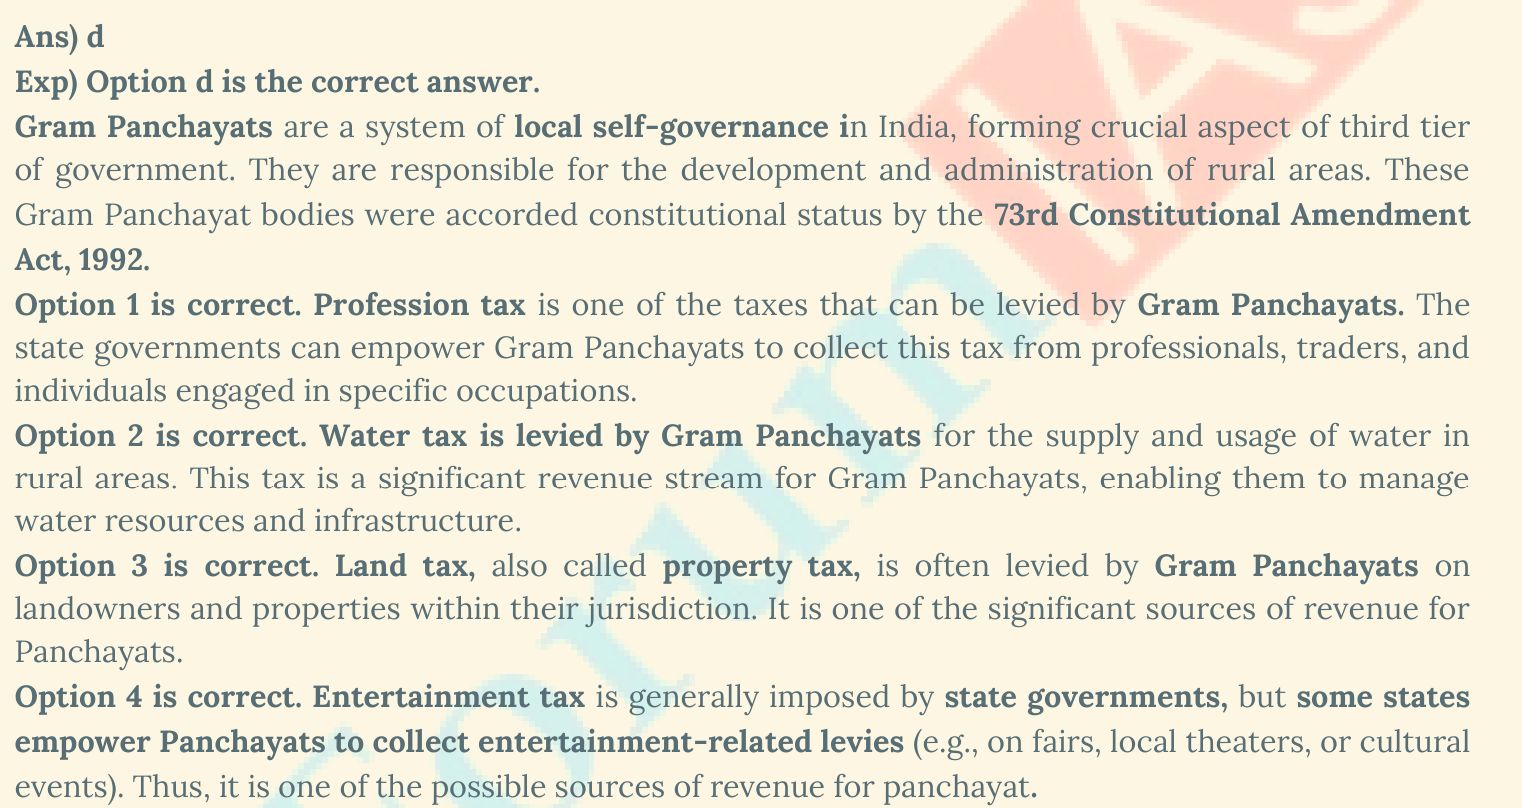 Ans) d
Exp) Option d is the correct answer.
Gram Panchayats are a system of local self-governance in India, forming crucial aspect of third tier
of government. They are responsible for the development and administration of rural areas. These
Gram Panchayat bodies were accorded constitutional status by the 73rd Constitutional Amendment
Act, 1992.
Option 1 is correct. Profession tax is one of the taxes that can be levied by Gram Panchayats. The
state governments can empower Gram Panchayats to collect this tax from professionals, traders, and
individuals engaged in specific occupations.
Option 2 is correct. Water tax is levied by Gram Panchayats for the supply and usage of water in
rural areas. This tax is a significant revenue stream for Gram Panchayats, enabling them to manage
water resources and infrastructure.
Option 3 is correct. Land tax, also called property tax, is often levied by Gram Panchayats on
landowners and properties within their jurisdiction. It is one of the significant sources of revenue for
Panchayats.
Option 4 is correct. Entertainment tax is generally imposed by state governments, but some states
empower Panchayats to collect entertainment-related levies (e.g., on fairs, local theaters, or cultural
events). Thus, it is one of the possible sources of revenue for panchayat.
Forum IAS